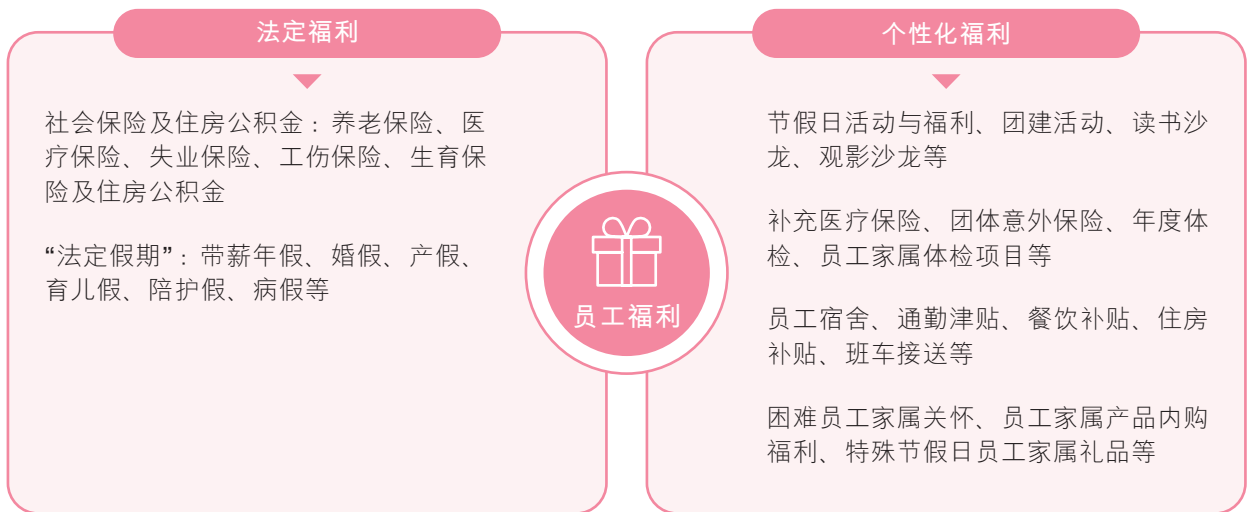 法定福利
社会保险及住房公积金：养老保险、医
疗保险、失业保险、工伤保险、生育保
险及住房公积金
“法定假期”：带薪年假、婚假、产假、
育儿假、陪护假、病假等
员工福利
个性化福利
节假日活动与福利、团建活动、读书沙
龙、观影沙龙等
补充医疗保险、团体意外保险、年度体
检、员工家属体检项目等
员工宿舍、通勤津贴、餐饮补贴、住房
补贴、班车接送等
困难员工家属关怀、员工家属产品内购
福利、特殊节假日员工家属礼品等